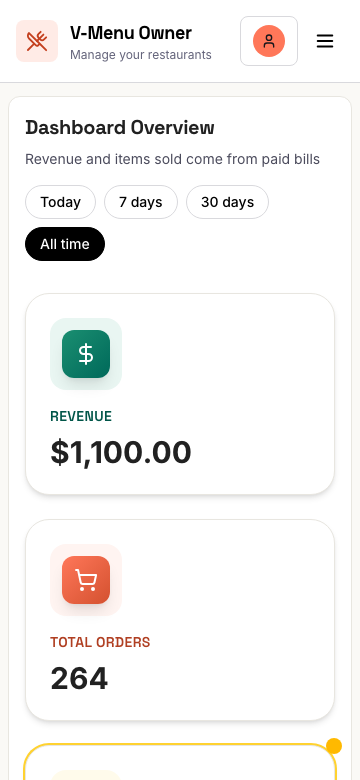 V-Menu Owner
Manage your restaurants
Dashboard Overview
Revenue and items sold come from paid bills
Today
7 days
30 days
All time
REVENUE
$1,100.00
TOTAL ORDERS
264